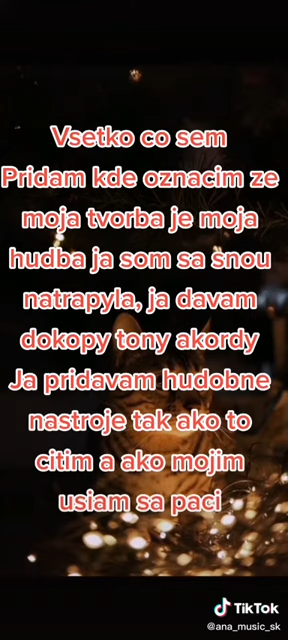 Vsetko co sem
Pridam kde oznacim ze
moja tvorba je moja
hudba ja som sa snou
natrapyla, ja davam
dokopy tony akordy
Ja pridavam hudobne
nastroje tak ako to
citim a ako mojim
usiam sa paci
TikTok
@ana_music_sk